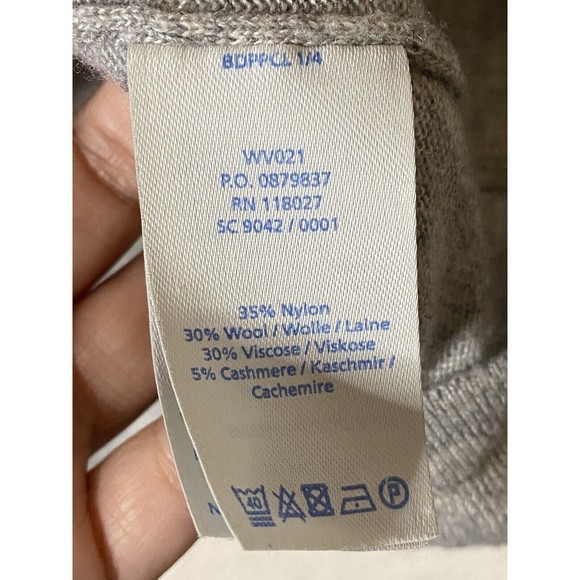 BDPPCL 1/4
WV021
P.O. 0879837
RN 118027
SC 9042 / 0001
35% Nylon
30% Wool / Wolle / Laine
30% Viscose / Viskose
5% Cashmere / Kaschmir /
Cachemire
40 P